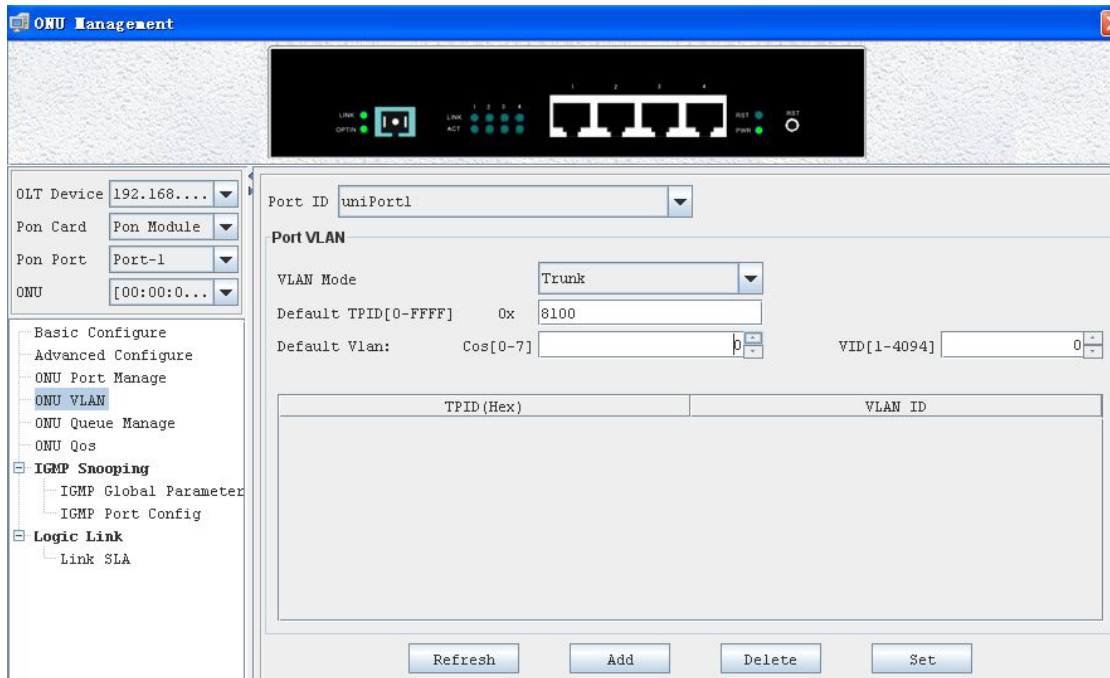 ONU Management
1 2 3 4
LINK
OPTIN
1 2 3 4
LINK
ACT
RST
PWR
RST
OLT Device 192.168....
Pon Card Pon Module
Pon Port Port-1
ONU [00:00:0...
Basic Configure
Advanced Configure
ONU Port Manage
ONU VLAN
ONU Queue Manage
ONU Qos
IGMP Snooping
IGMP Global Parameter
IGMP Port Config
Logic Link
Link SLA
Port ID uniPort1
Port VLAN
VLAN Mode Trunk
Default TPID[0-FFFF] 0x 8100
Default Vlan: Cos[0-7] 0 VID[1-4094] 0
TPID(Hex) VLAN ID
Refresh Add Delete Set